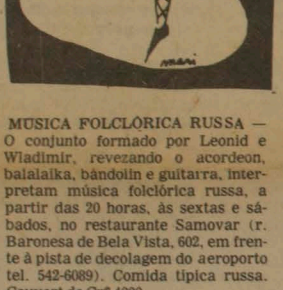 mari
MÚSICA FOLCLÓRICA RUSSA —
O conjunto formado por Leonid e
Wladimir, revezando o acordeon,
balalaika, bandolin e guitarra, inter-
pretam música folclórica russa, a
partir das 20 horas, às sextas e sá-
bados, no restaurante Samovar (r.
Baronesa de Bela Vista, 602, em fren-
te à pista de decolagem do aeroporto
tel. 542-6089). Comida típica russa.